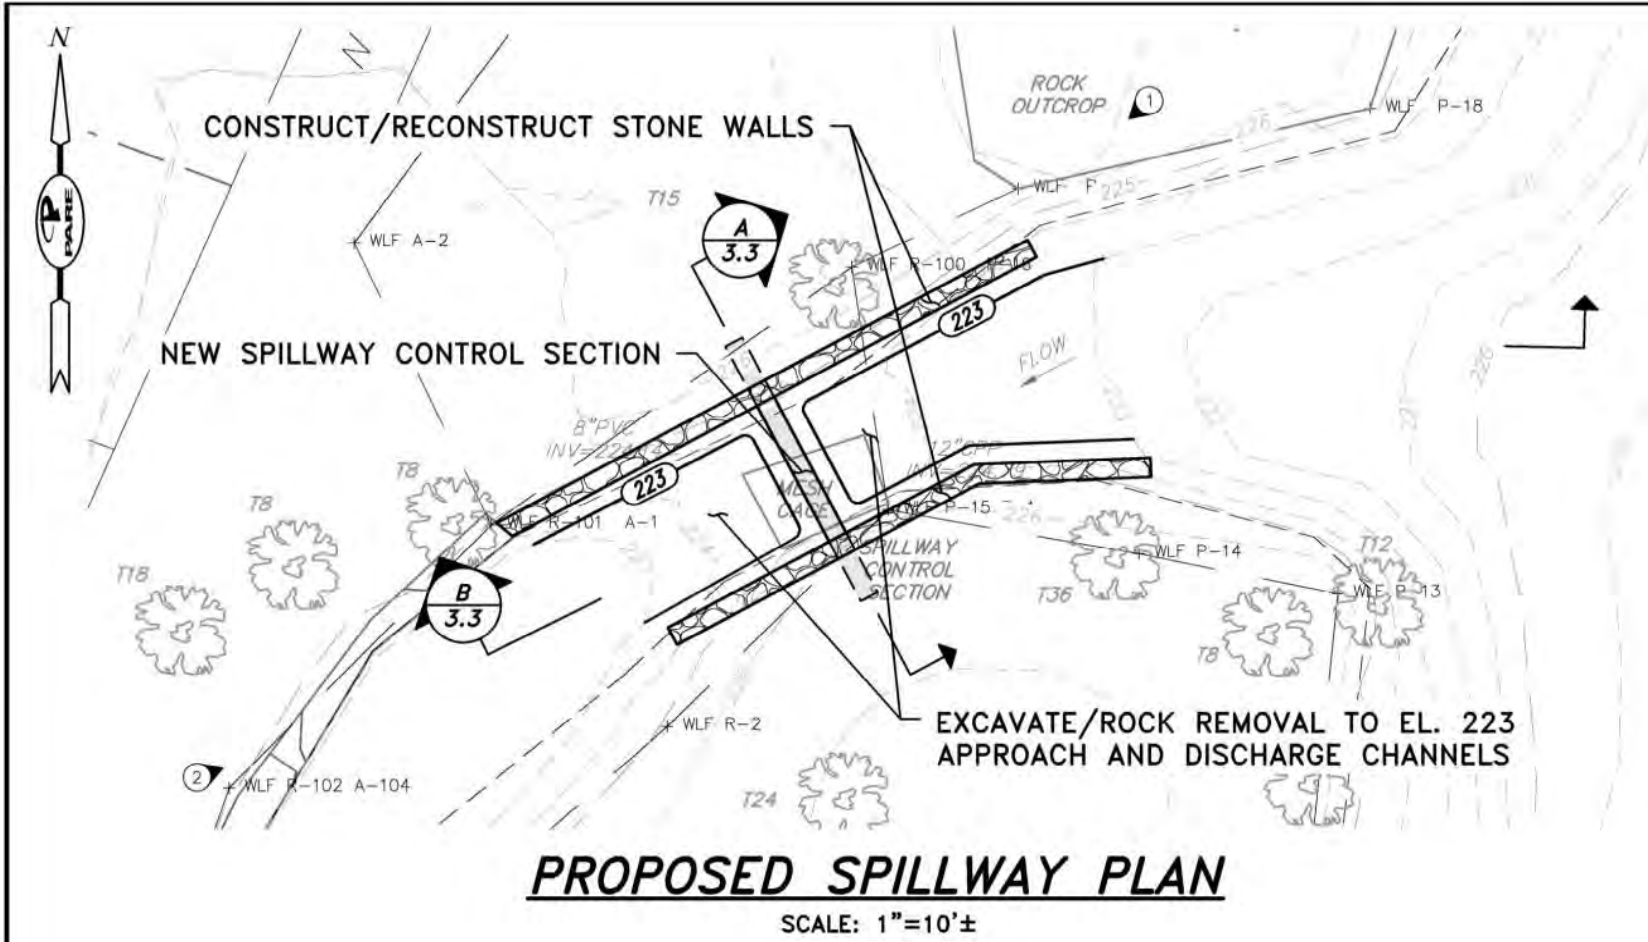 N
PARE
CONSTRUCT/RECONSTRUCT STONE WALLS
ROCK
OUTCROP
1
WLF P-18
226
225
WLF
T15
A
3.3
WLF A-2
WLF R-100
223
FLOW
226
NEW SPILLWAY CONTROL SECTION
8"PVC
12"CPP
T8
223
MESH
CAGE
WLF P-15
226
T8
T8
WLF R-101 A-1
SPILLWAY
CONTROL
SECTION
WLF P-14
T12
T18
B
3.3
T36
WLF P-13
T8
WLF R-2
EXCAVATE/ROCK REMOVAL TO EL. 223
APPROACH AND DISCHARGE CHANNELS
2
WLF R-102 A-104
T24
PROPOSED SPILLWAY PLAN
SCALE: 1"=10'±